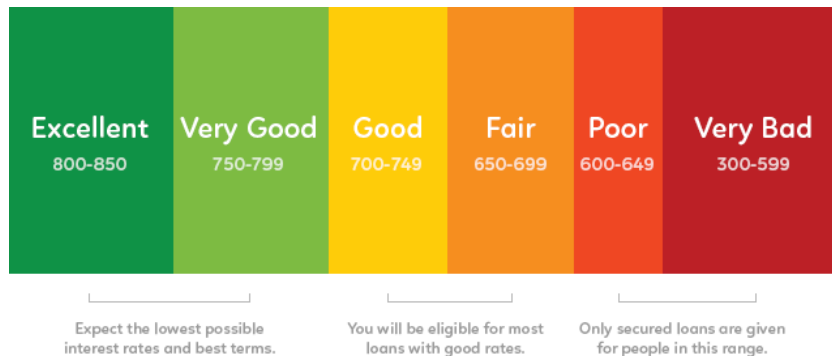 Excellent
800-850
Very Good
750-799
Good
700-749
Fair
650-699
Poor
600-649
Very Bad
300-599
Expect the lowest possible
interest rates and best terms.
You will be eligible for most
loans with good rates.
Only secured loans are given
for people in this range.